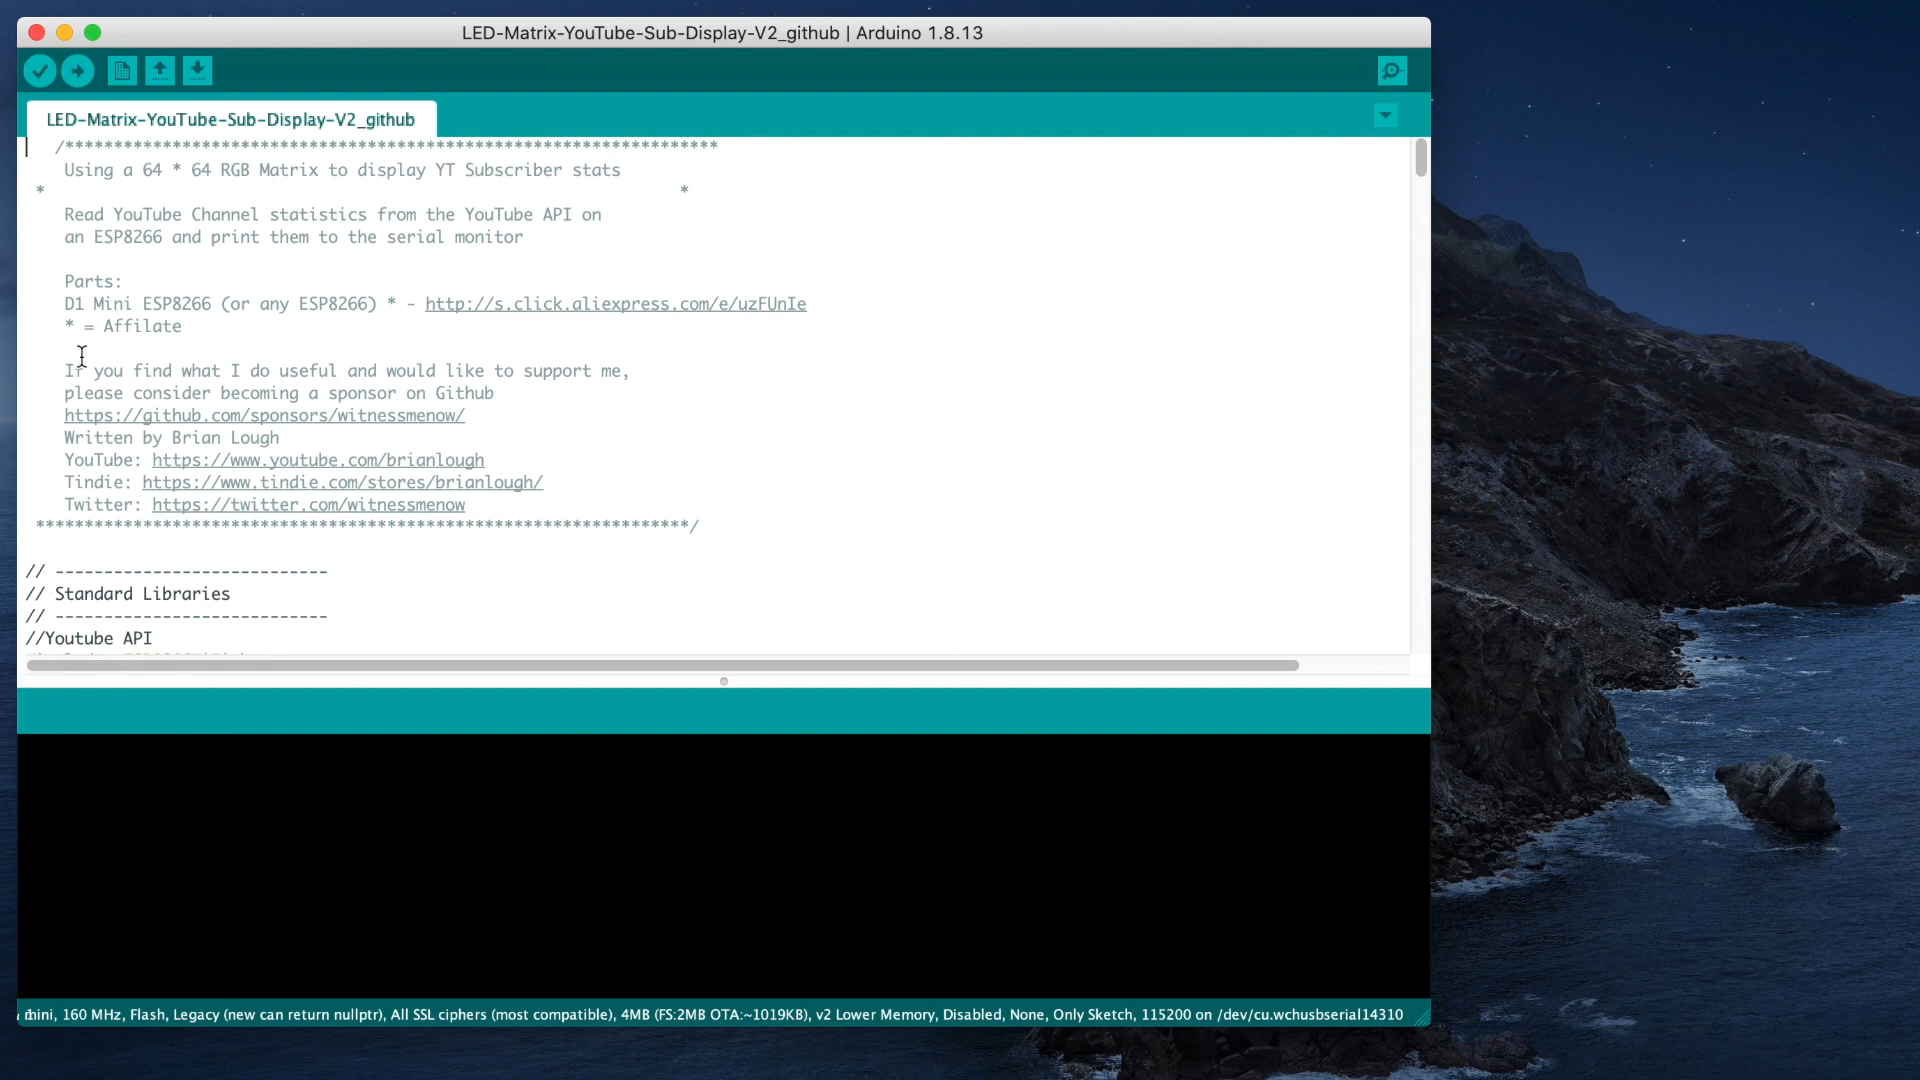 LED-Matrix-YouTube-Sub-Display-V2_github | Arduino 1.8.13
LED-Matrix-YouTube-Sub-Display-V2_github
/*******************************************************************
Using a 64 * 64 RGB Matrix to display YT Subscriber stats
* *
Read YouTube Channel statistics from the YouTube API on
an ESP8266 and print them to the serial monitor
Parts:
D1 Mini ESP8266 (or any ESP8266) * - http://s.click.aliexpress.com/e/uzFUnIe
* = Affilate
If you find what I do useful and would like to support me,
please consider becoming a sponsor on Github
https://github.com/sponsors/witnessmenow/
Written by Brian Lough
YouTube: https://www.youtube.com/brianlough
Tindie: https://www.tindie.com/stores/brianlough/
Twitter: https://twitter.com/witnessmenow
*******************************************************************/
// ----------------------------
// Standard Libraries
// ----------------------------
//Youtube API
mini, 160 MHz, Flash, Legacy (new can return nullptr), All SSL ciphers (most compatible), 4MB (FS:2MB OTA:~1019KB), v2 Lower Memory, Disabled, None, Only Sketch, 115200 on /dev/cu.wchusbserial14310